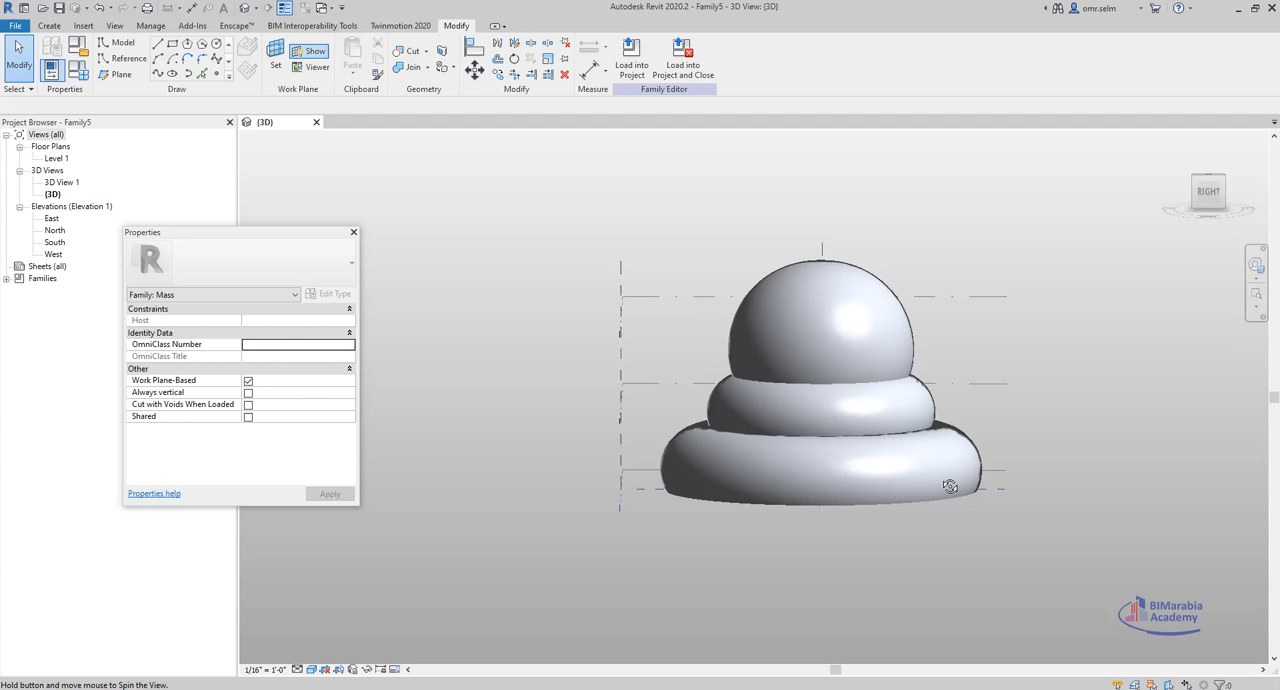 Autodesk Revit 2020.2 - Family5 - 3D View: {3D}
omr.selm
File Create Insert View Manage Add-Ins Enscape™ BIM Interoperability Tools Twinmotion 2020 Modify
Modify
Model
Reference
Plane
Set
Show
Viewer
Paste
Cut
Join
Load into
Project
Load into
Project and Close
Select
Properties
Draw
Work Plane
Clipboard
Geometry
Modify
Measure
Family Editor
Project Browser - Family5
{3D}
Views (all)
Floor Plans
Level 1
3D Views
3D View 1
{3D}
Elevations (Elevation 1)
East
North
South
West
Sheets (all)
Families
Properties
R
Family: Mass
Edit Type
Constraints
Host
Identity Data
OmniClass Number
OmniClass Title
Other
Work Plane-Based
Always vertical
Cut with Voids When Loaded
Shared
Properties help
Apply
RIGHT
BIMarabia
Academy
1/16" = 1'-0"
Hold button and move mouse to Spin the View.
:0